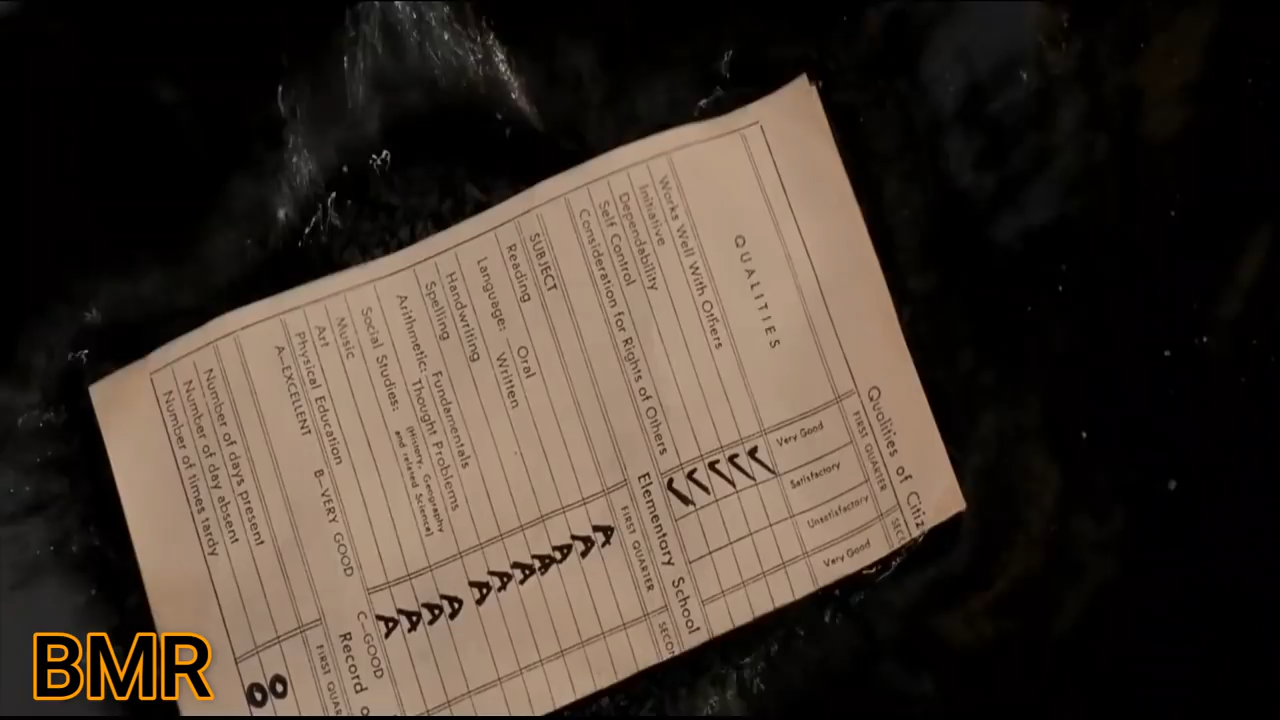 Qualities of Citiz
QUALITIES
FIRST QUARTER
SEC
Very Good
Satisfactory
Unsatisfactory
Very Good
Works Well With Others ✓
Initiative ✓
Dependability ✓
Self Control ✓
Consideration for Rights of Others ✓
Elementary School
SUBJECT
FIRST QUARTER
SECON
Reading A
Language: Oral A
Written A
Handwriting A
Spelling A
Arithmetic: Fundamentals A
Thought Problems A
Social Studies: (History, Geography
and related Science) A
Music A
Art A
Physical Education A
A-EXCELLENT B-VERY GOOD C-GOOD
Record o
FIRST QUAR
Number of days present
Number of day absent 0
Number of times tardy 0
BMR